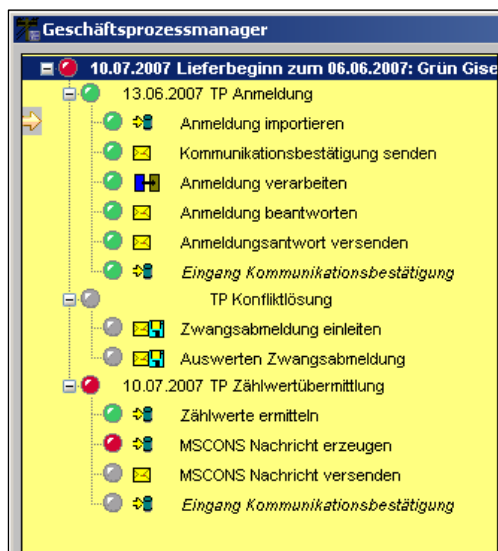 Geschäftsprozessmanager
10.07.2007 Lieferbeginn zum 06.06.2007: Grün Gise
13.06.2007 TP Anmeldung
Anmeldung importieren
Kommunikationsbestätigung senden
Anmeldung verarbeiten
Anmeldung beantworten
Anmeldungsantwort versenden
Eingang Kommunikationsbestätigung
TP Konfliktlösung
Zwangsabmeldung einleiten
Auswerten Zwangsabmeldung
10.07.2007 TP Zählwertübermittlung
Zählwerte ermitteln
MSCONS Nachricht erzeugen
MSCONS Nachricht versenden
Eingang Kommunikationsbestätigung